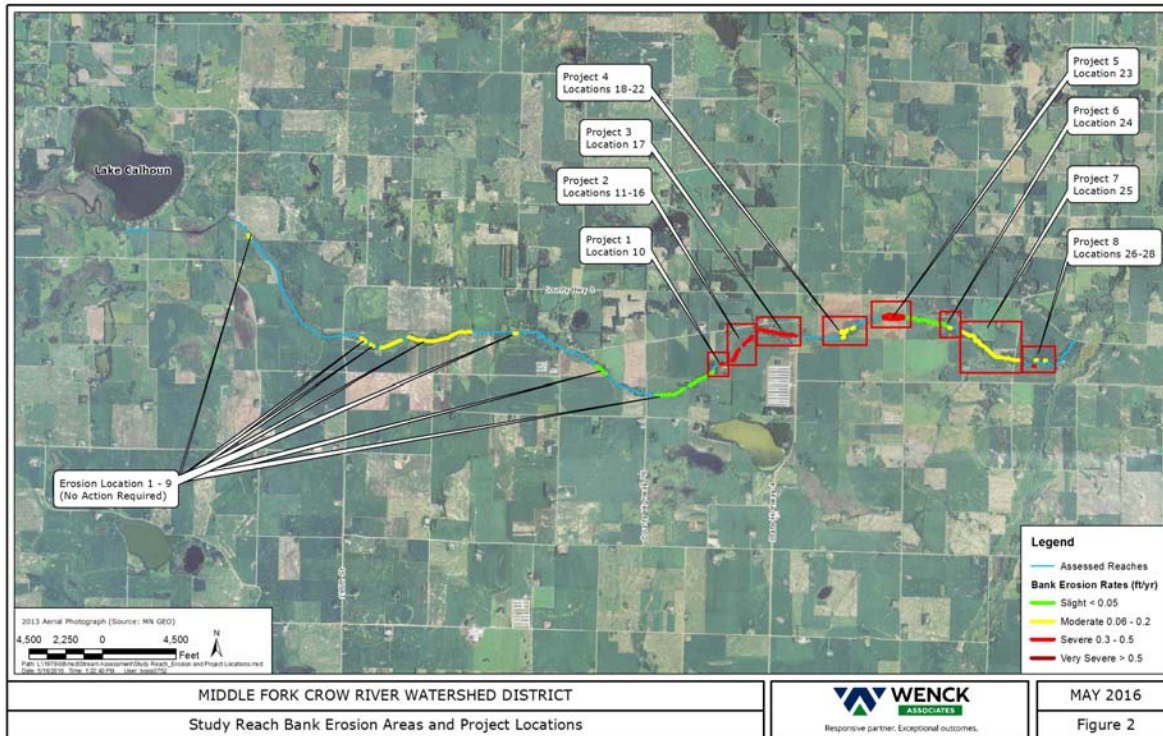 Project 4
Locations 18-22
Project 5
Location 23
Project 6
Location 24
Project 3
Location 17
Project 2
Locations 11-16
Project 7
Location 25
Project 1
Location 10
Project 8
Locations 26-28
Lake Calhoun
Erosion Location 1 - 9
(No Action Required)
Legend
Assessed Reaches
Bank Erosion Rates (ft/yr)
Slight < 0.05
Moderate 0.06 - 0.2
Severe 0.3 - 0.5
Very Severe > 0.5
2013 Aerial Photograph (Source: MN GEO)
4,500 2,250 0 4,500
Feet
N
MIDDLE FORK CROW RIVER WATERSHED DISTRICT
Study Reach Bank Erosion Areas and Project Locations
WENCK
ASSOCIATES
Responsive partner. Exceptional outcomes.
MAY 2016
Figure 2